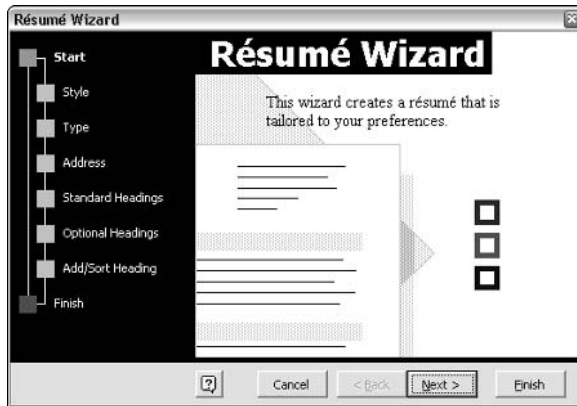 Résumé Wizard
Start
Style
Type
Address
Standard Headings
Optional Headings
Add/Sort Heading
Finish
Résumé Wizard
This wizard creates a résumé that is
tailored to your preferences.
?
Cancel
< Back
Next >
Finish